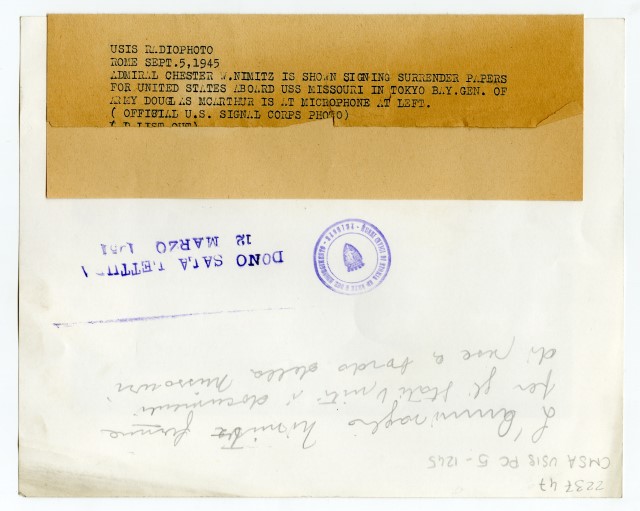 USIS RADIOPHOTO
ROME SEPT.5,1945
ADMIRAL CHESTER W.NIMITZ IS SHOWN SIGNING SURRENDER PAPERS
FOR UNITED STATES ABOARD USS MISSOURI IN TOKYO BAY.GEN. OF
ARMY DOUGLAS MCARTHUR IS AT MICROPHONE AT LEFT.
( OFFISIAL U.S. SIGNAL CORPS PHOTO)
( D LIST OUT)
DONO SALA LETTURA
12 MARZO
2237 47
CMSA USIS PC 5-1245
L'ammiraglio Nimitz firma
per gli Stati Uniti i documenti
di resa a bordo della Missouri.